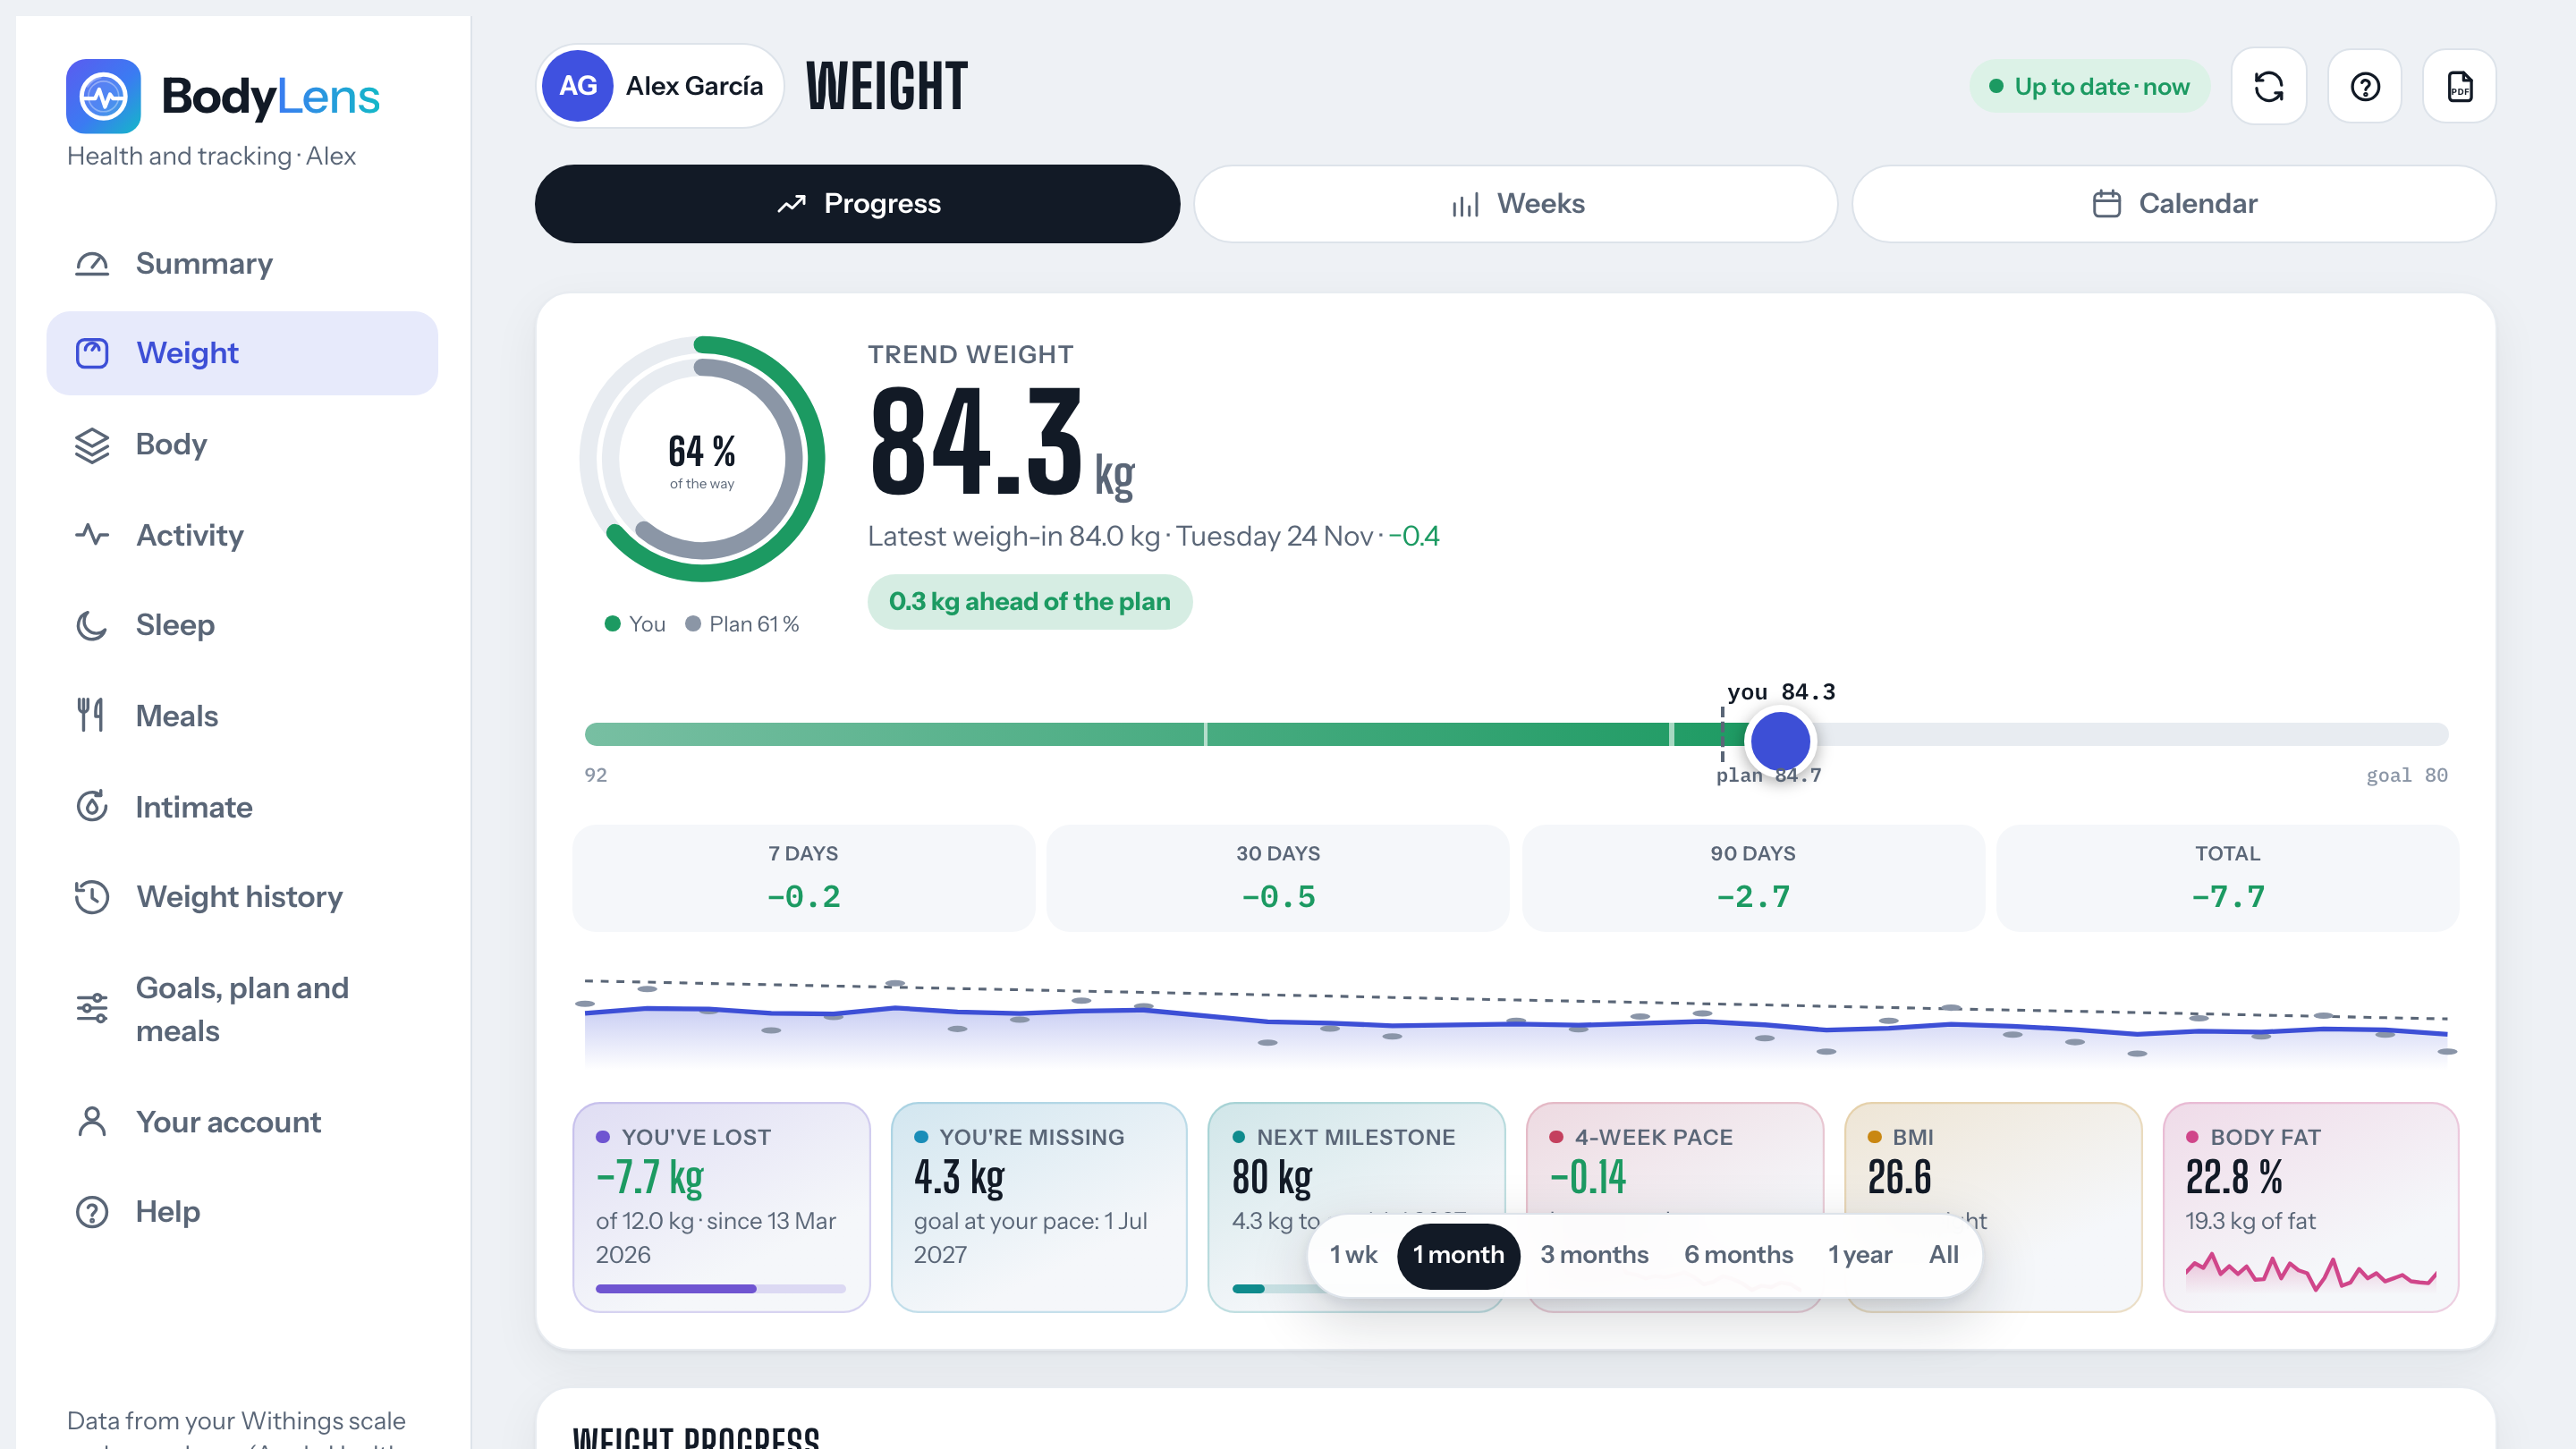 BodyLens
Health and tracking · Alex
Summary
Weight
Body
Activity
Sleep
Meals
Intimate
Weight history
Goals, plan and
meals
Your account
Help
Data from your Withings scale
AG Alex García
WEIGHT
Up to date · now
PDF
Progress
Weeks
Calendar
64 %
of the way
You Plan 61 %
TREND WEIGHT
84.3 kg
Latest weigh-in 84.0 kg · Tuesday 24 Nov · −0.4
0.3 kg ahead of the plan
you 84.3
92
plan 84.7
goal 80
7 DAYS
−0.2
30 DAYS
−0.5
90 DAYS
−2.7
TOTAL
−7.7
YOU'VE LOST
−7.7 kg
of 12.0 kg · since 13 Mar
2026
YOU'RE MISSING
4.3 kg
goal at your pace: 1 Jul
2027
NEXT MILESTONE
80 kg
4.3 kg to
4-WEEK PACE
−0.14
BMI
26.6
BODY FAT
22.8 %
19.3 kg of fat
1 wk
1 month
3 months
6 months
1 year
All
WEIGHT PROGRESS